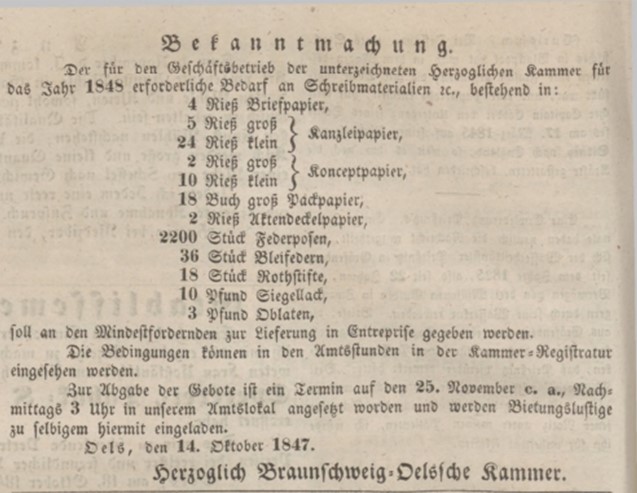 Bekanntmachung.
Der für den Geschäftsbetrieb der unterzeichneten Herzoglichen Kammer für
das Jahr 1848 erforderliche Bedarf an Schreibmaterialien ꝛc., bestehend in:
4 Rieß Briefpapier,
5 Rieß groß
24 Rieß klein } Kanzleipapier,
2 Rieß groß
10 Rieß klein } Konceptpapier,
18 Buch groß Packpapier,
2 Rieß Aktendeckelpapier,
2200 Stück Federposen,
36 Stück Bleifedern,
18 Stück Rothstifte,
10 Pfund Siegellack,
3 Pfund Oblaten,
soll an den Mindestfordernden zur Lieferung in Entreprise gegeben werden.
Die Bedingungen können in den Amtsstunden in der Kammer-Registratur
eingesehen werden.
Zur Abgabe der Gebote ist ein Termin auf den 25. November c. a., Nach-
mittags 3 Uhr in unserem Amtslokal angesetzt worden und werden Bietungslustige
zu selbigem hiermit eingeladen.
Oels, den 14. Oktober 1847.
Herzoglich Braunschweig-Oelssche Kammer.